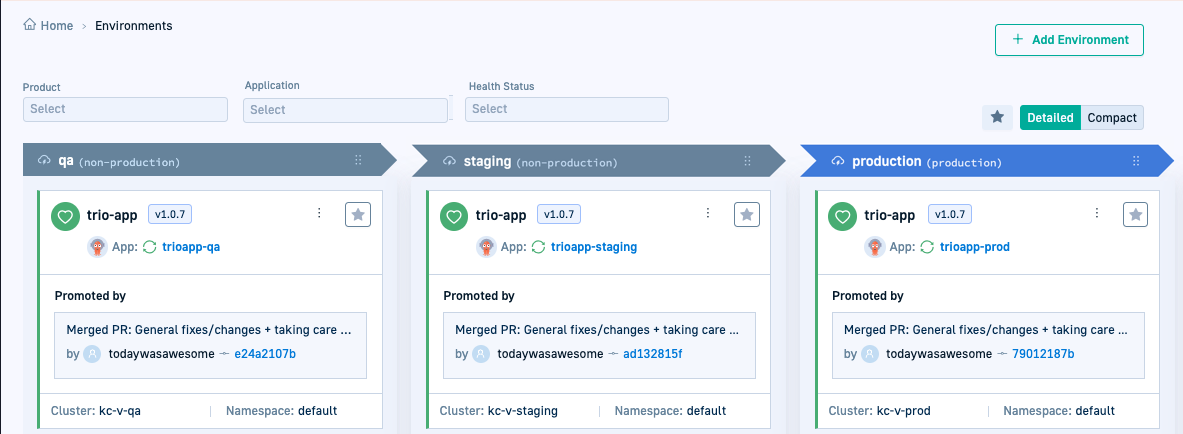 Home > Environments
+ Add Environment
Product
Application
Health Status
Select
Select
Select
Detailed
Compact
qa (non-production)
staging (non-production)
production (production)
trio-app v1.0.7
App: trioapp-qa
Promoted by
Merged PR: General fixes/changes + taking care ...
by todaywasawesome e24a2107b
Cluster: kc-v-qa
Namespace: default
trio-app v1.0.7
App: trioapp-staging
Promoted by
Merged PR: General fixes/changes + taking care ...
by todaywasawesome ad132815f
Cluster: kc-v-staging
Namespace: default
trio-app v1.0.7
App: trioapp-prod
Promoted by
Merged PR: General fixes/changes + taking care ...
by todaywasawesome 79012187b
Cluster: kc-v-prod
Namespace: default